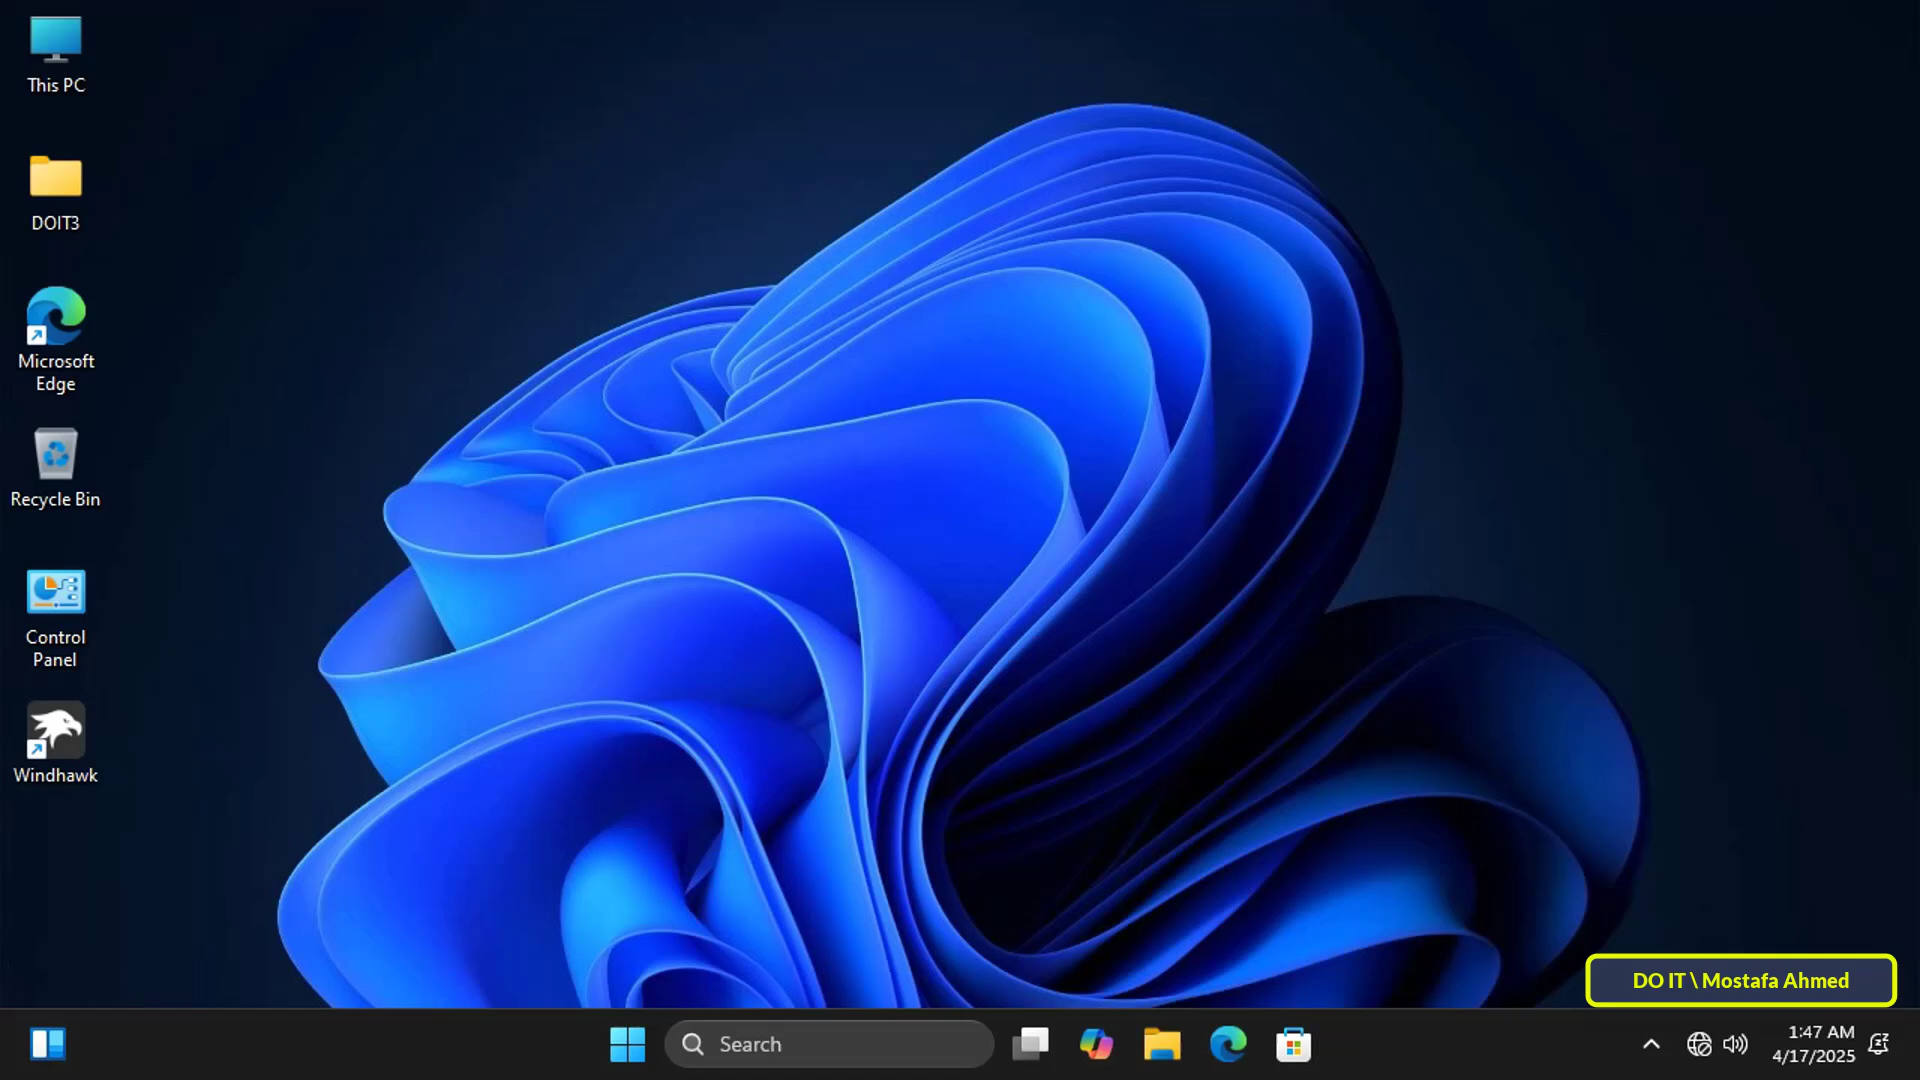 This PC
DOIT3
Microsoft
Edge
Recycle Bin
Control
Panel
Windhawk
DO IT \ Mostafa Ahmed
Search
1:47 AM
4/17/2025